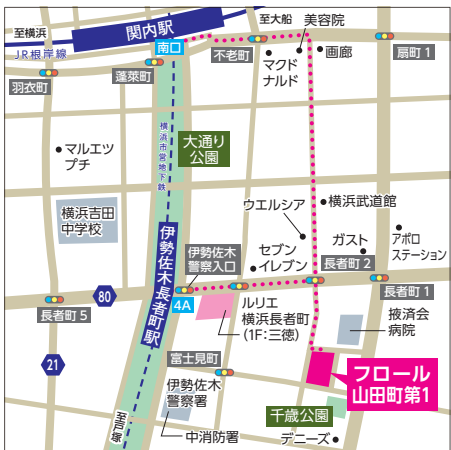 至横浜
関内駅
至大船
美容院
JR根岸線
南口
不老町
マクド
ナルド
画廊
扇町1
羽衣町
蓬莱町
マルエツ
プチ
横浜市営地下鉄
大通り
公園
横浜吉田
中学校
ウエルシア
横浜武道館
伊勢佐木長者町駅
伊勢佐木
警察入口
セブン
イレブン
ガスト
アポロ
ステーション
長者町2
長者町1
80
4A
長者町5
ルリエ
横浜長者町
(1F:三徳)
掖済会
病院
21
富士見町
フロール
山田町第1
伊勢佐木
警察署
千歳公園
至戸塚
中消防署
デニーズ